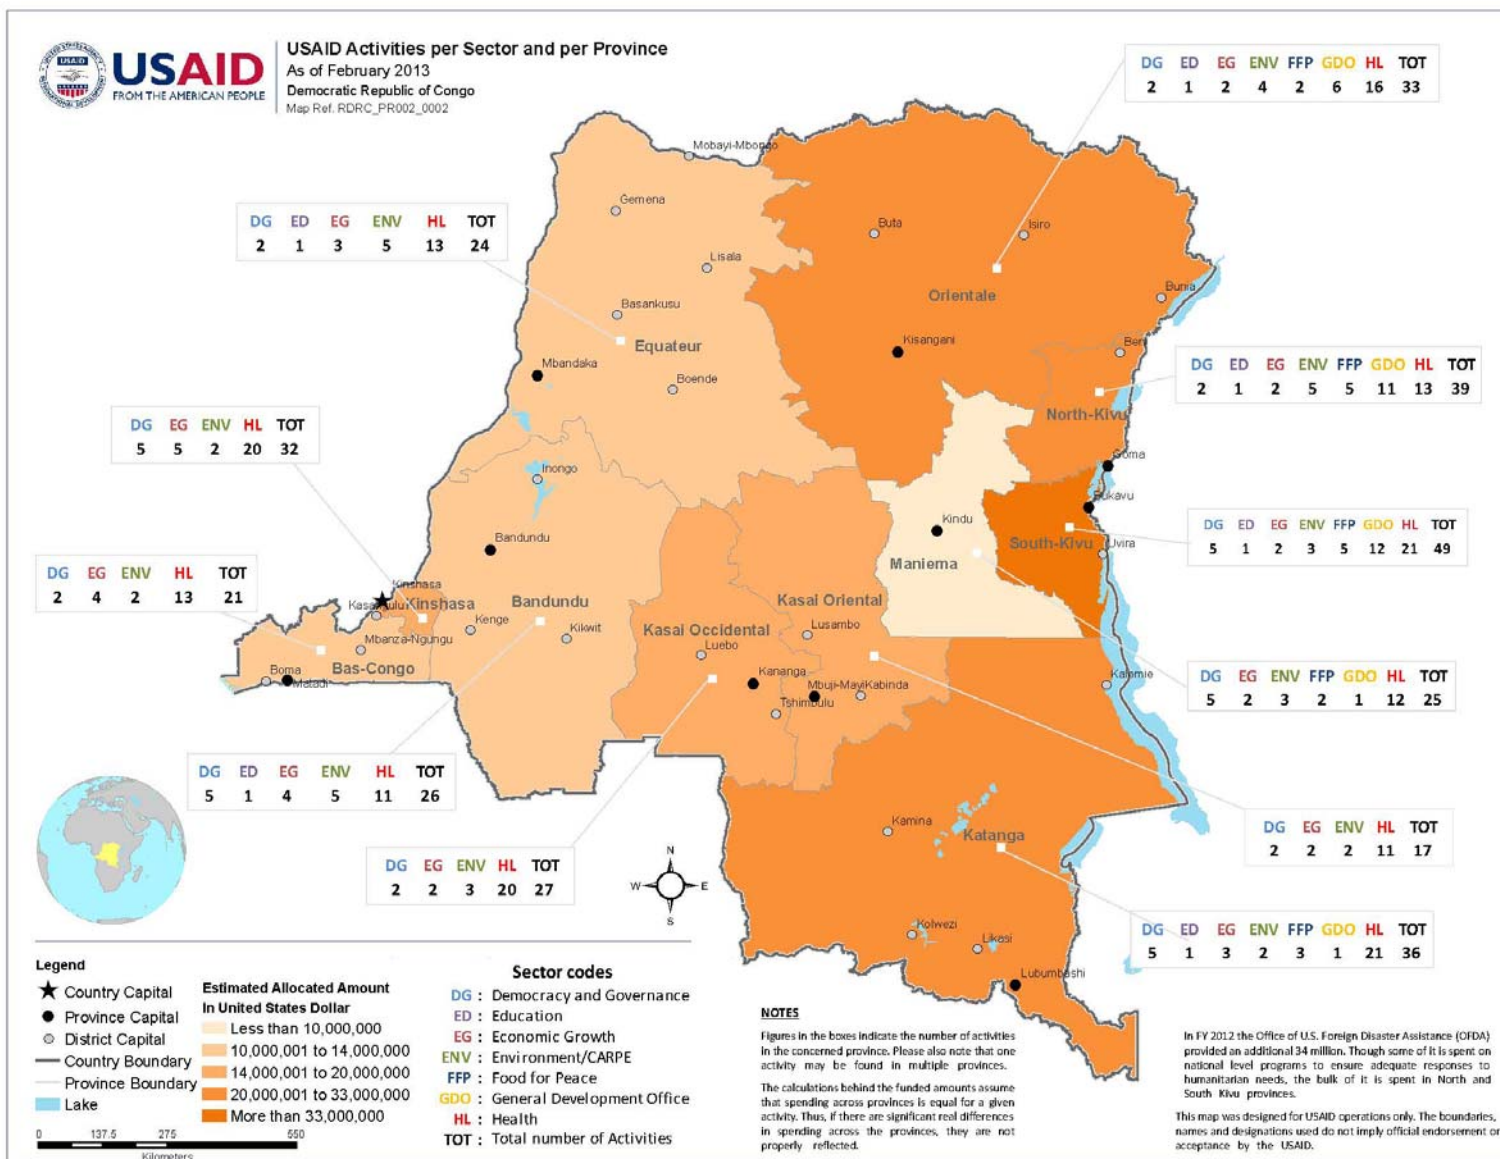 USAID
FROM THE AMERICAN PEOPLE
USAID Activities per Sector and per Province
As of February 2013
Democratic Republic of Congo
Map Ref. RDRC_PR002_0002
DG ED EG ENV FFP GDO HL TOT
2 1 2 4 2 6 16 33
Mobayi-Mbongo
Gemena
Buta
Isiro
DG ED EG ENV HL TOT
2 1 3 5 13 24
Lisala
Orientale
Bunia
Basankusu
Equateur
Kisangani
Beni
Mbandaka
Boende
DG ED EG ENV FFP GDO HL TOT
2 1 2 5 5 11 13 39
North-Kivu
DG EG ENV HL TOT
5 5 2 20 32
Goma
Inongo
Bukavu
Kindu
Bandundu
South-Kivu
Uvira
Maniema
DG ED EG ENV FFP GDO HL TOT
5 1 2 3 5 12 21 49
DG EG ENV HL TOT
2 4 2 13 21
Kinshasa
Kasangulu
Kinshasa
Bandundu
Kasai Oriental
Kenge
Kikwit
Kasai Occidental
Lusambo
Mbanza-Ngungu
Luebo
Bas-Congo
Boma
Matadi
Kananga
Mbuji-Mayi
Kabinda
Kalemie
Tshimbulu
DG EG ENV FFP GDO HL TOT
5 2 3 2 1 12 25
DG ED EG ENV HL TOT
5 1 4 5 11 26
Kamina
Katanga
DG EG ENV HL TOT
2 2 2 11 17
DG EG ENV HL TOT
2 2 3 20 27
N
W E
S
Kolwezi
Likasi
Lubumbashi
DG ED EG ENV FFP GDO HL TOT
5 1 3 2 3 1 21 36
Legend
Country Capital
Province Capital
District Capital
Country Boundary
Province Boundary
Lake
0 137.5 275 550
Kilometers
Estimated Allocated Amount
In United States Dollar
Less than 10,000,000
10,000,001 to 14,000,000
14,000,001 to 20,000,000
20,000,001 to 33,000,000
More than 33,000,000
Sector codes
DG : Democracy and Governance
ED : Education
EG : Economic Growth
ENV : Environment/CARPE
FFP : Food for Peace
GDO : General Development Office
HL : Health
TOT : Total number of Activities
NOTES
Figures in the boxes indicate the number of activities
in the concerned province. Please also note that one
activity may be found in multiple provinces.
The calculations behind the funded amounts assume
that spending across provinces is equal for a given
activity. Thus, if there are significant real differences
in spending across the provinces, they are not
properly reflected.
In FY 2012 the Office of U.S. Foreign Disaster Assistance (OFDA)
provided an additional 34 million. Though some of it is spent on
national level programs to ensure adequate responses to
humanitarian needs, the bulk of it is spent in North and
South Kivu provinces.
This map was designed for USAID operations only. The boundaries,
names and designations used do not imply official endorsement or
acceptance by the USAID.